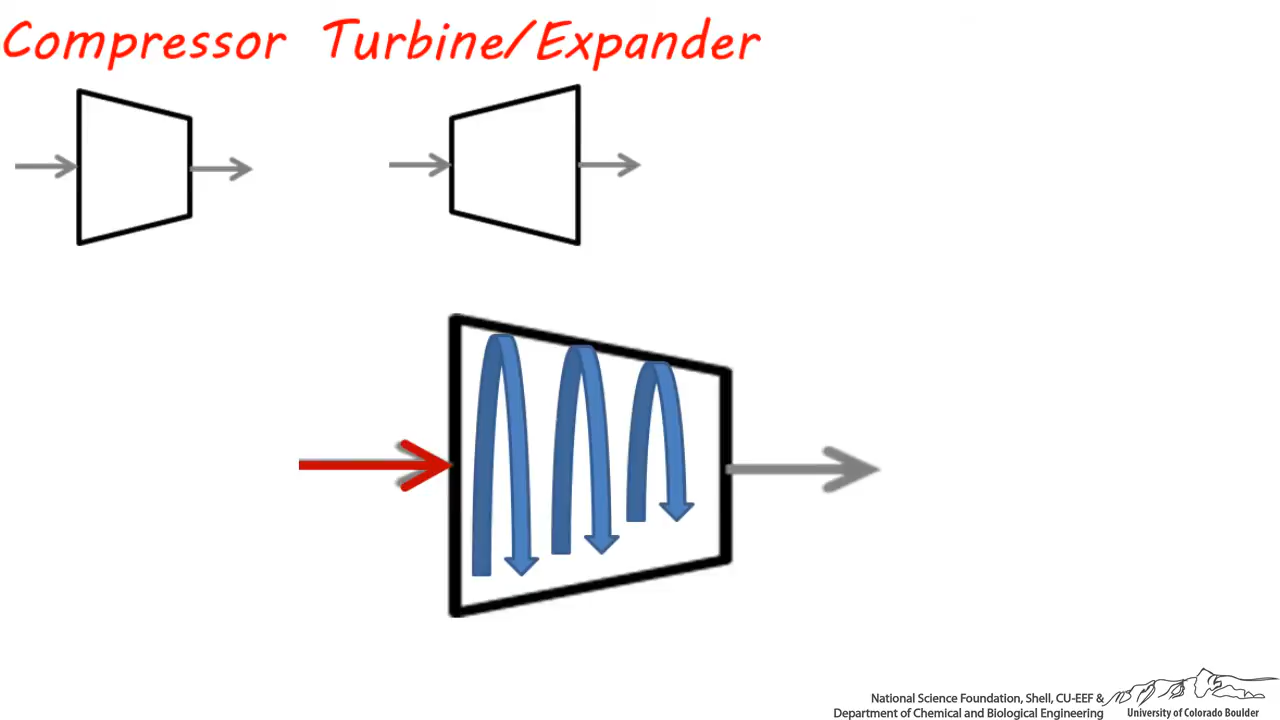 Compressor Turbine/Expander
National Science Foundation, Shell, CU-EEF &
Department of Chemical and Biological Engineering
University of Colorado Boulder